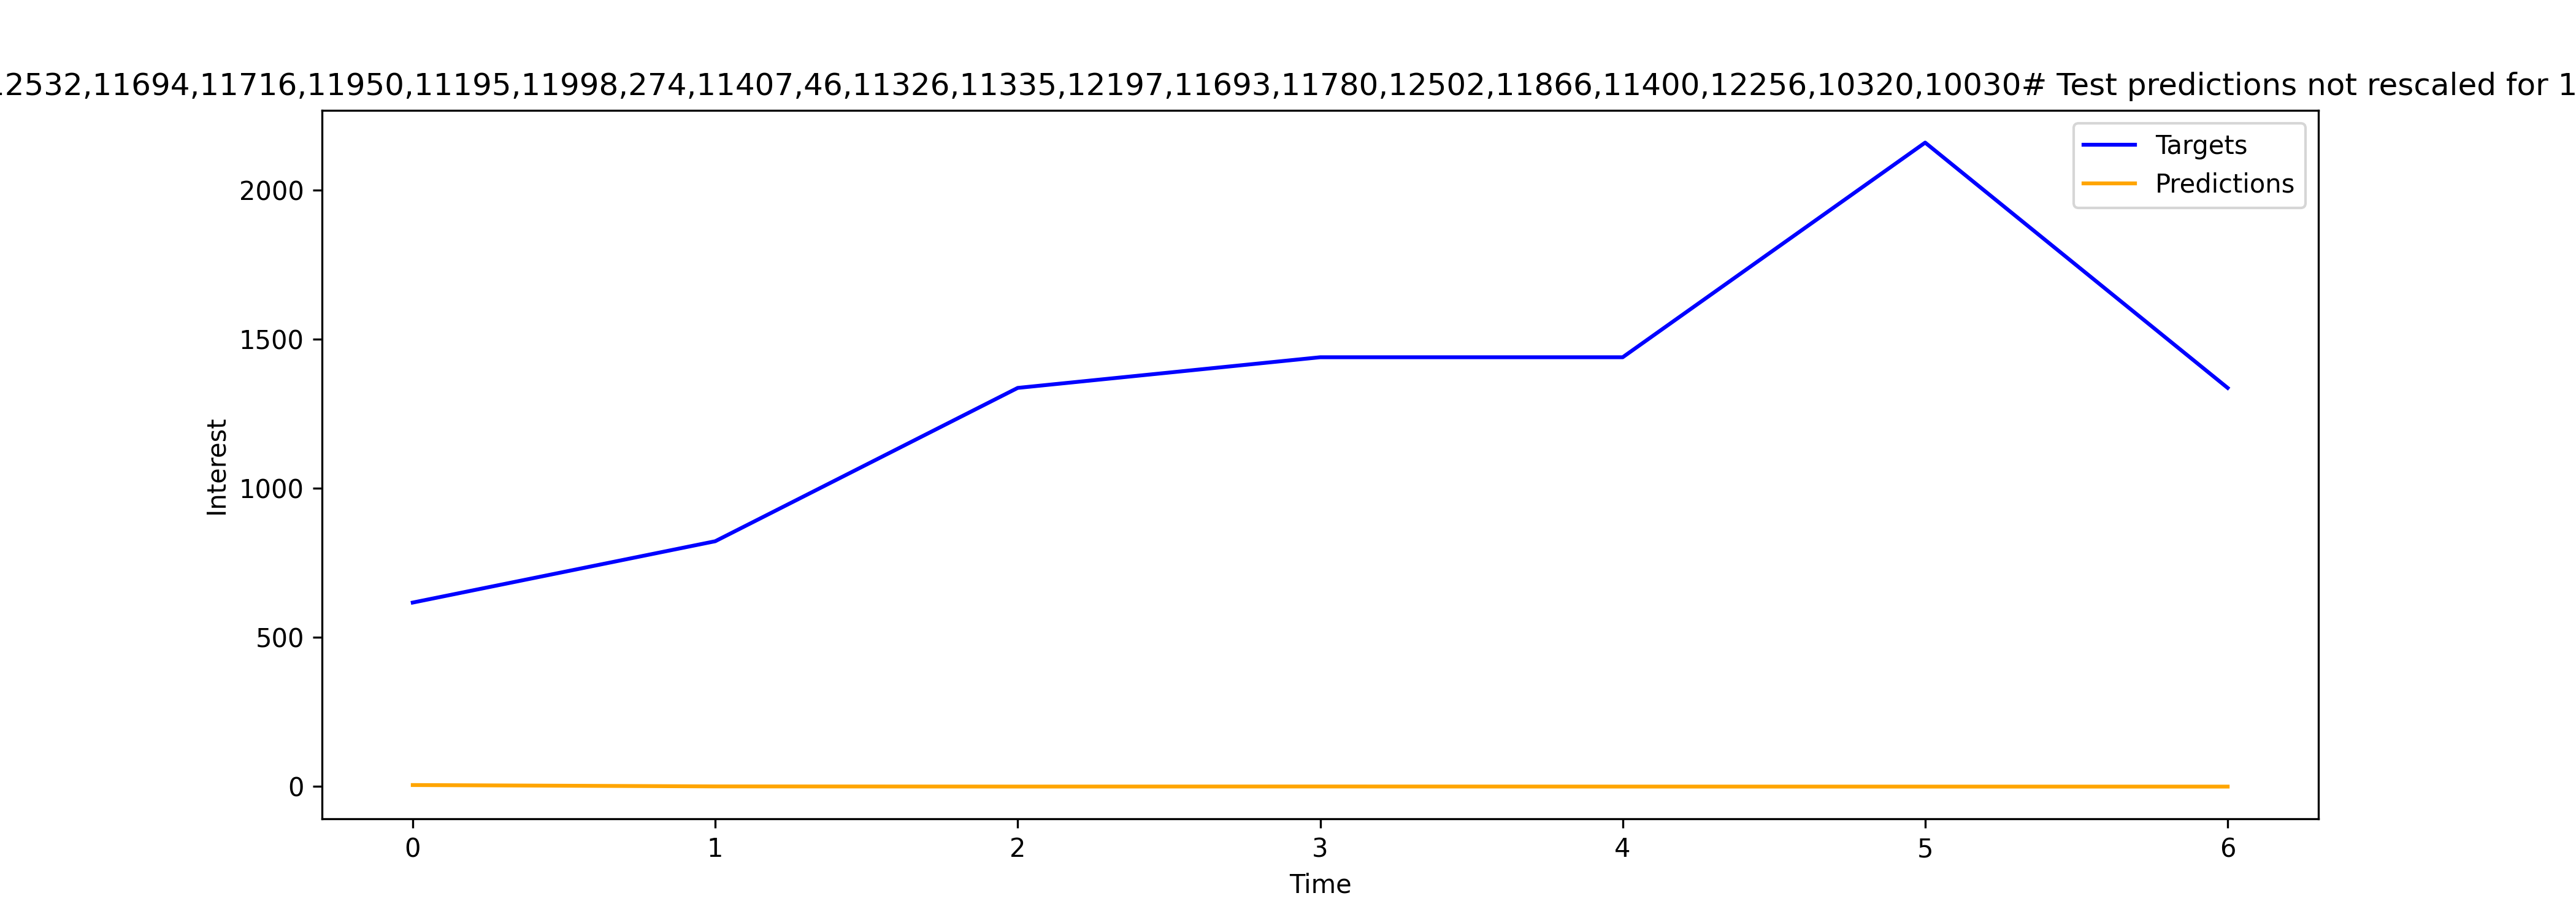 2532,11694,11716,11950,11195,11998,274,11407,46,11326,11335,12197,11693,11780,12502,11866,11400,12256,10320,10030# Test predictions not rescaled for 1
Targets
Predictions
2000
1500
1000
500
0
Interest
0 1 2 3 4 5 6
Time